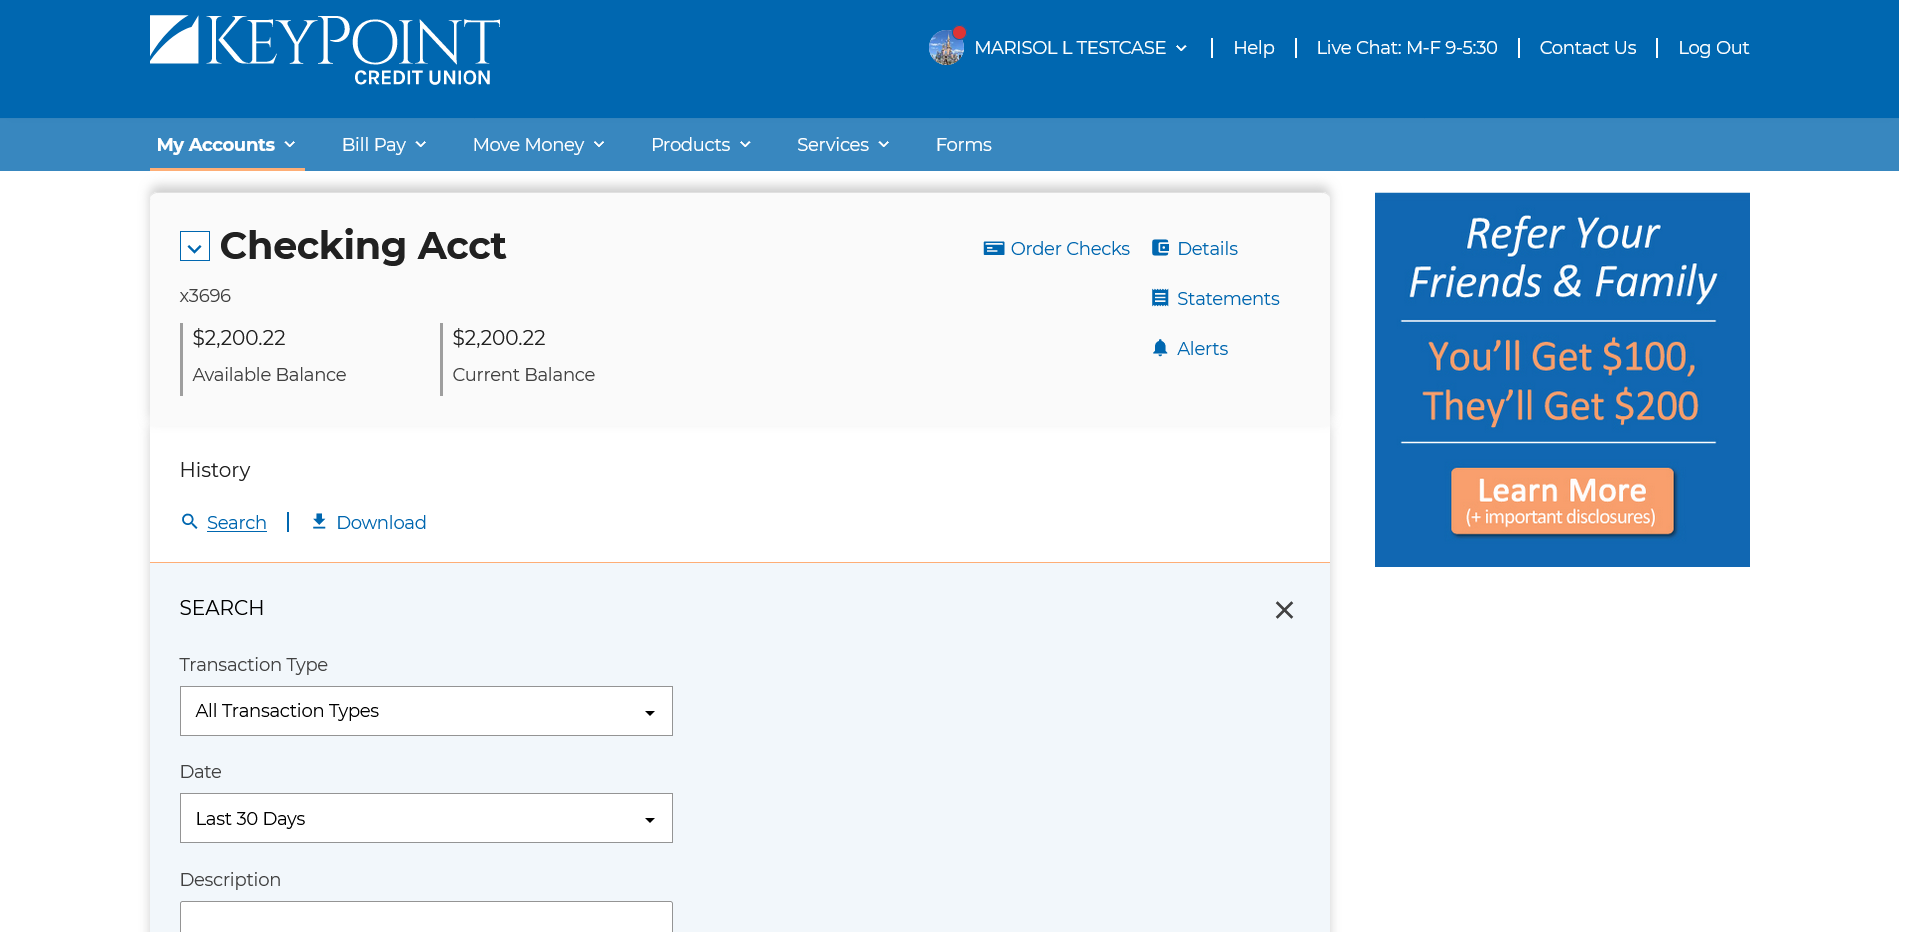 KEYPOINT
CREDIT UNION
MARISOL L TESTCASE
Help
Live Chat: M-F 9-5:30
Contact Us
Log Out
My Accounts
Bill Pay
Move Money
Products
Services
Forms
Checking Acct
Order Checks
Details
x3696
Statements
$2,200.22
Available Balance
$2,200.22
Current Balance
Alerts
History
Search
Download
SEARCH
Transaction Type
All Transaction Types
Date
Last 30 Days
Description
Refer Your
Friends & Family
You'll Get $100,
They'll Get $200
Learn More
(+ important disclosures)